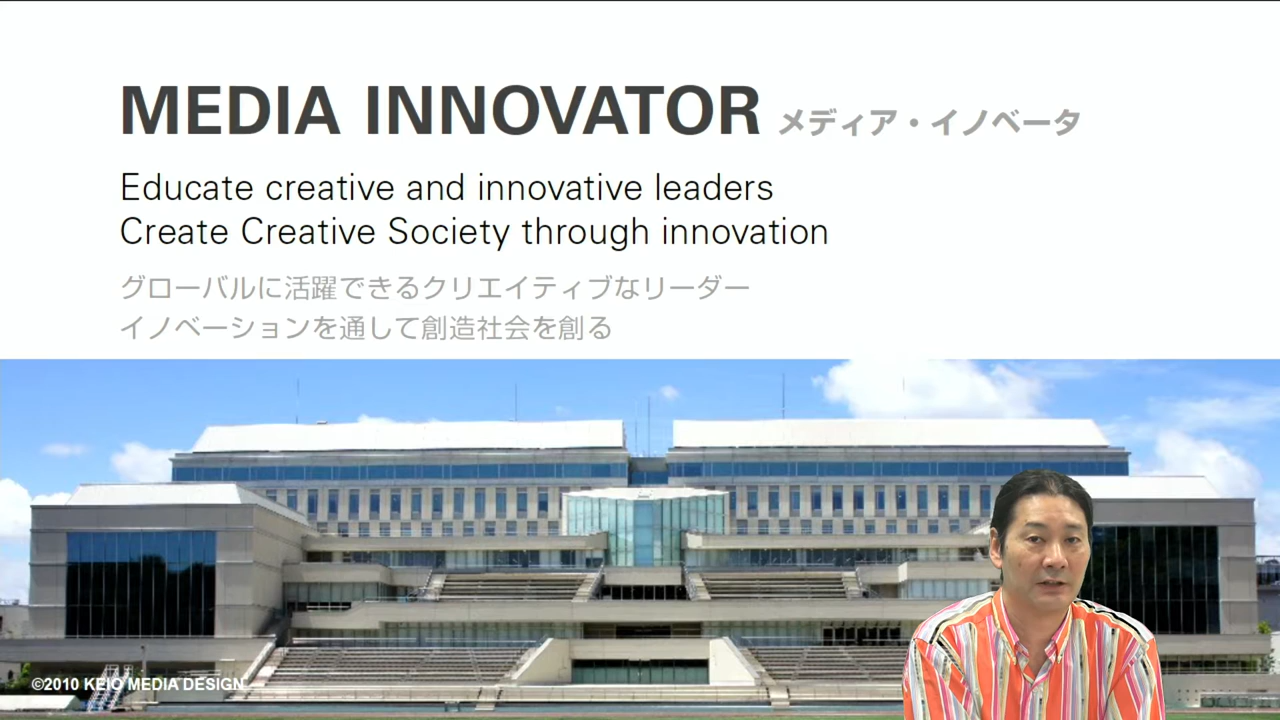 MEDIA INNOVATOR メディア・イノベータ
Educate creative and innovative leaders
Create Creative Society through innovation
グローバルに活躍できるクリエイティブなリーダー
イノベーションを通して創造社会を創る
©2010 KEIO MEDIA DESIGN